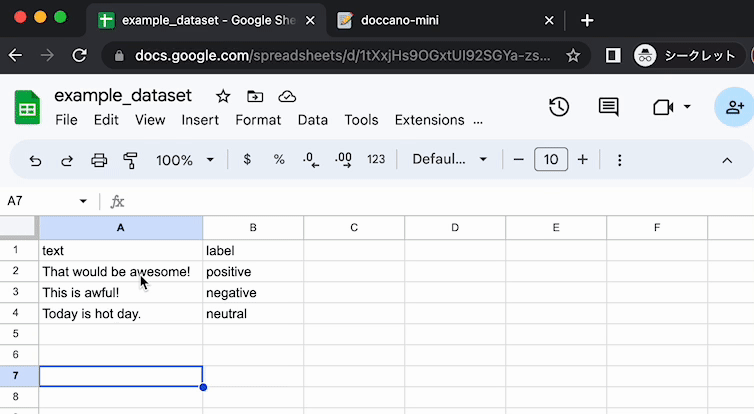 example_dataset - Google She
doccano-mini
docs.google.com/spreadsheets/d/1tXxjHs9OGxtUI92SGYa-zs...
シークレット
example_dataset
File Edit View Insert Format Data Tools Extensions ...
100% $ % .0 .00 123 Defaul... − 10 +
A7 fx
A B C D E F
1 text label
2 That would be awesome! positive
3 This is awful! negative
4 Today is hot day. neutral
5
6
7
8